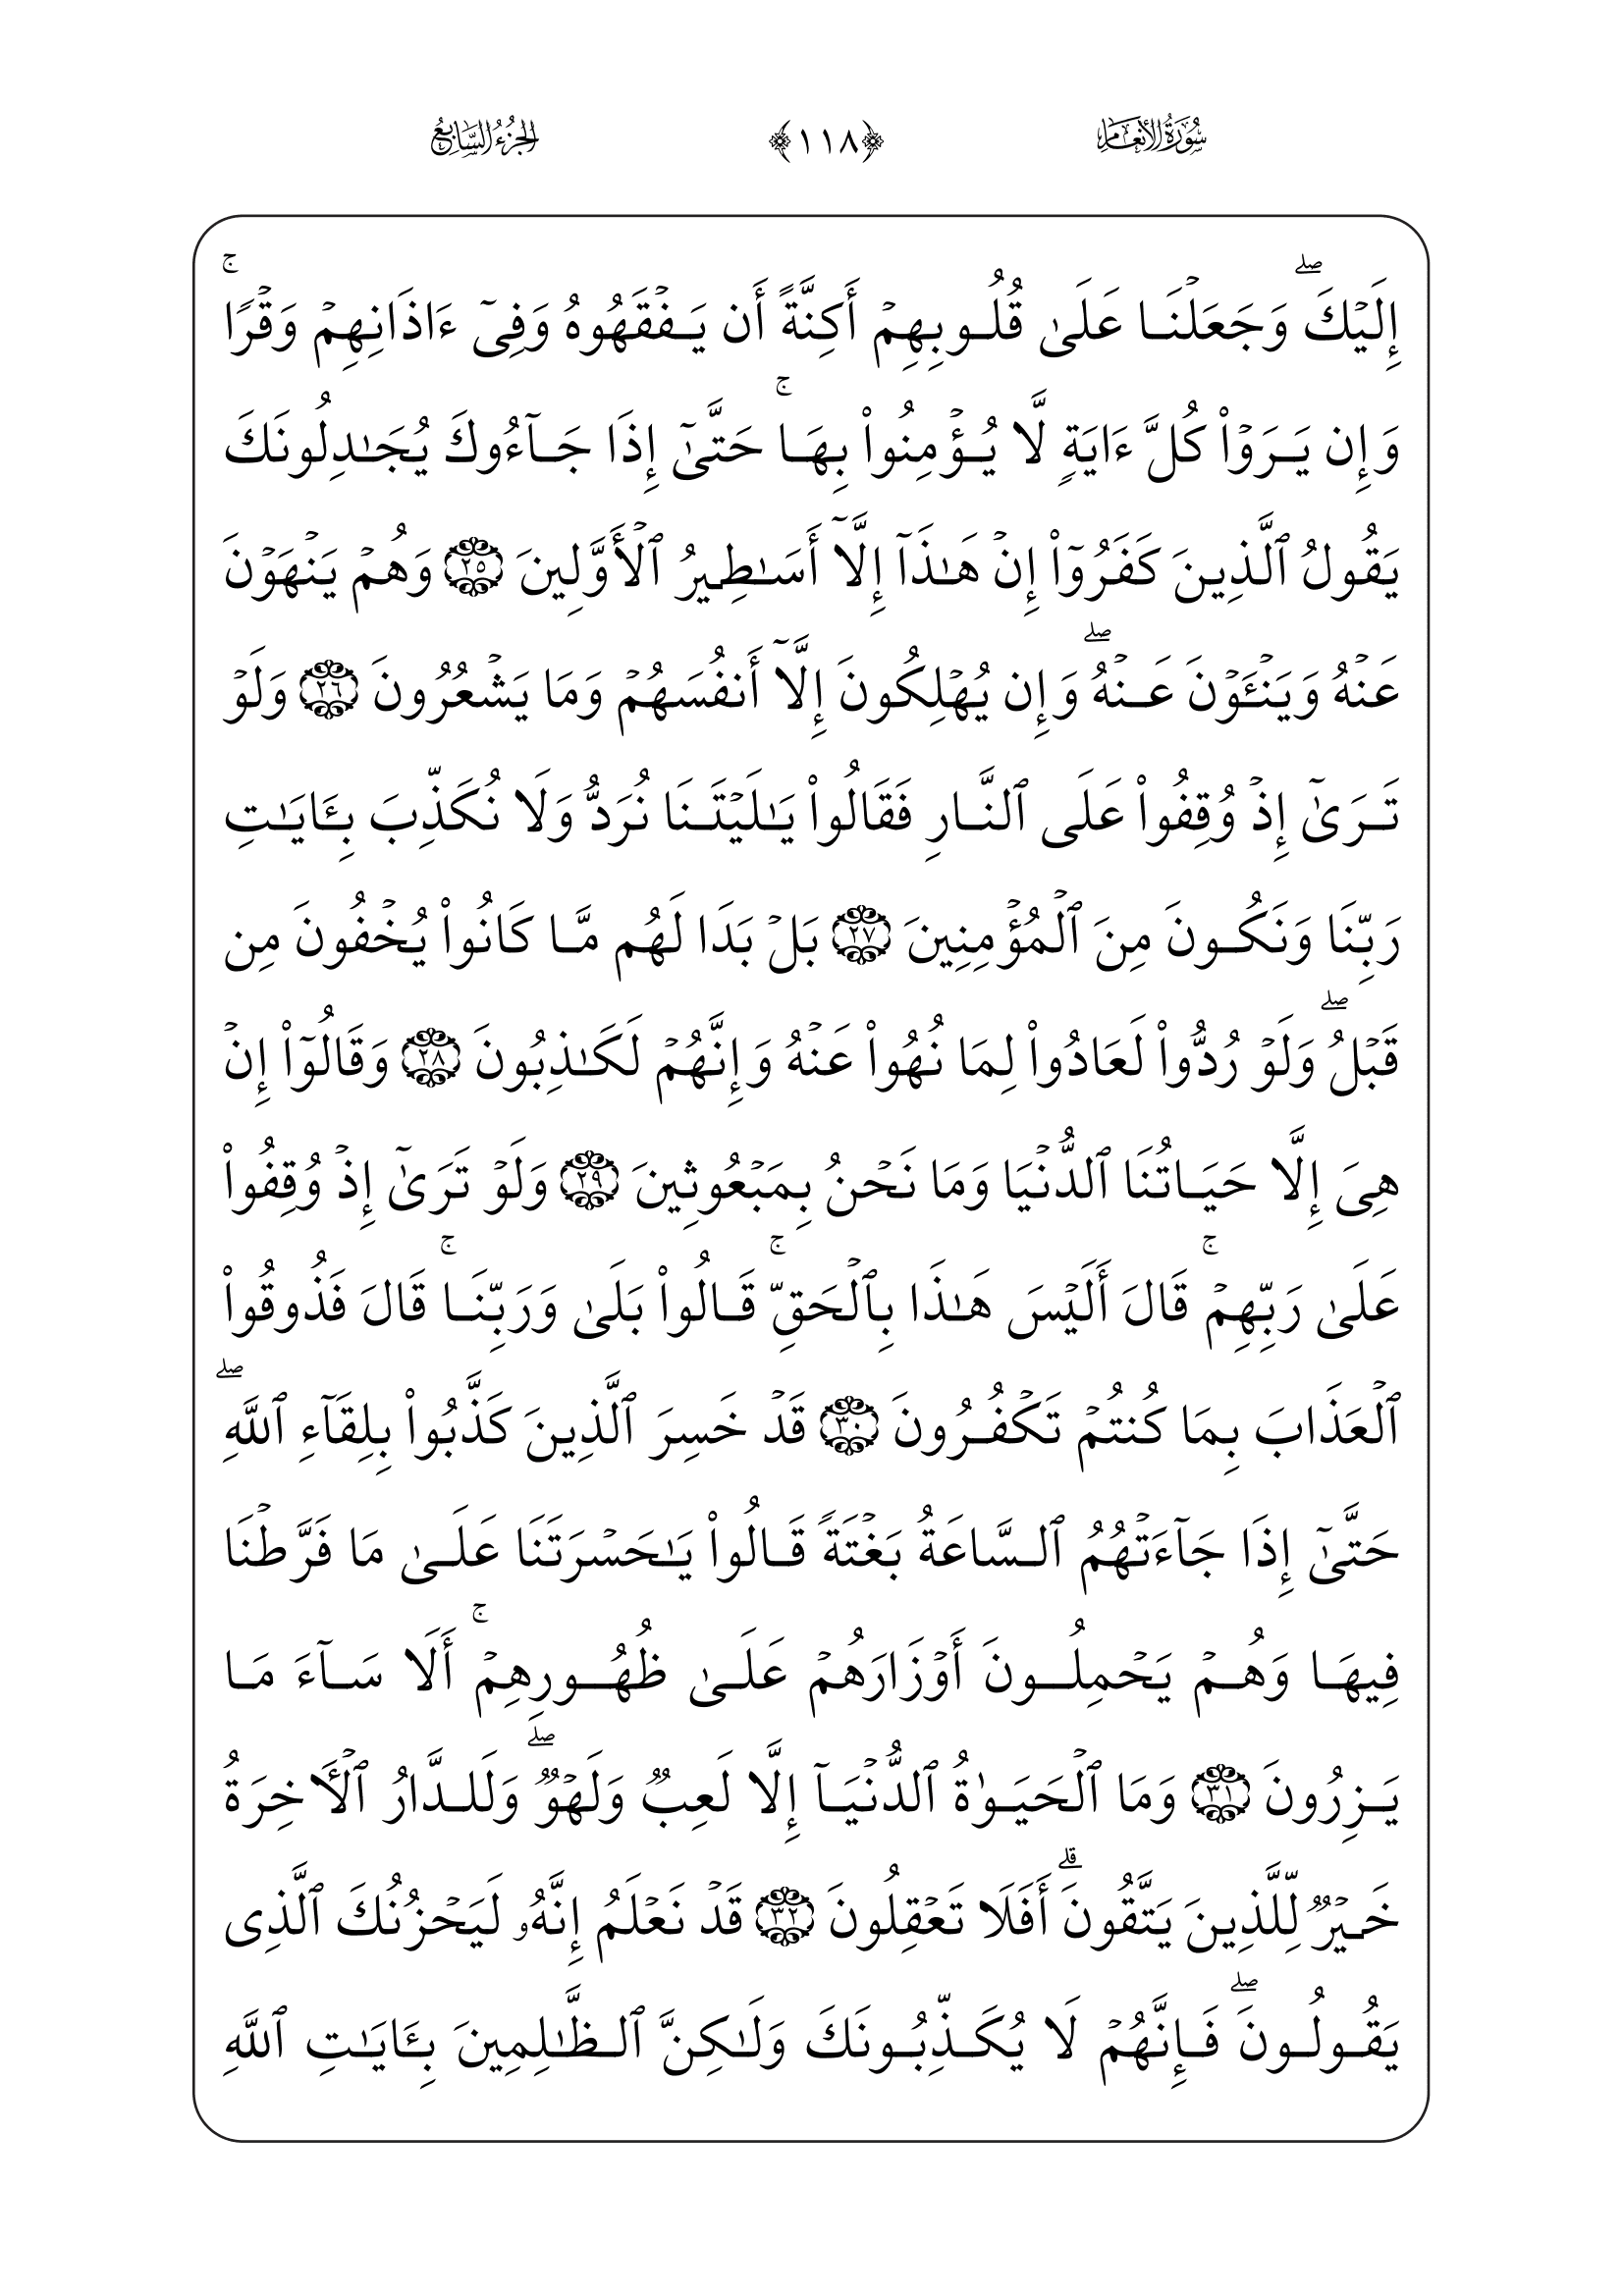 سُورَةُ الأَنعَامِ ﴿١١٨﴾ الجُزْءُ السَّابِعُ
إِلَيۡكَۖ وَجَعَلۡنَا عَلَىٰ قُلُوبِهِمۡ أَكِنَّةً أَن يَفۡقَهُوهُ وَفِيٓ ءَاذَانِهِمۡ وَقۡرٗاۚ
وَإِن يَرَوۡاْ كُلَّ ءَايَةٖ لَّا يُؤۡمِنُواْ بِهَاۚ حَتَّىٰٓ إِذَا جَآءُوكَ يُجَٰدِلُونَكَ
يَقُولُ ٱلَّذِينَ كَفَرُوٓاْ إِنۡ هَٰذَآ إِلَّآ أَسَٰطِيرُ ٱلۡأَوَّلِينَ ٢٥ وَهُمۡ يَنۡهَوۡنَ
عَنۡهُ وَيَنۡـَٔوۡنَ عَنۡهُۖ وَإِن يُهۡلِكُونَ إِلَّآ أَنفُسَهُمۡ وَمَا يَشۡعُرُونَ ٢٦ وَلَوۡ
تَرَىٰٓ إِذۡ وُقِفُواْ عَلَى ٱلنَّارِ فَقَالُواْ يَٰلَيۡتَنَا نُرَدُّ وَلَا نُكَذِّبَ بِـَٔايَٰتِ
رَبِّنَا وَنَكُونَ مِنَ ٱلۡمُؤۡمِنِينَ ٢٧ بَلۡ بَدَا لَهُم مَّا كَانُواْ يُخۡفُونَ مِن
قَبۡلُۖ وَلَوۡ رُدُّواْ لَعَادُواْ لِمَا نُهُواْ عَنۡهُ وَإِنَّهُمۡ لَكَٰذِبُونَ ٢٨ وَقَالُوٓاْ إِنۡ
هِيَ إِلَّا حَيَاتُنَا ٱلدُّنۡيَا وَمَا نَحۡنُ بِمَبۡعُوثِينَ ٢٩ وَلَوۡ تَرَىٰٓ إِذۡ وُقِفُواْ
عَلَىٰ رَبِّهِمۡۚ قَالَ أَلَيۡسَ هَٰذَا بِٱلۡحَقِّۚ قَالُواْ بَلَىٰ وَرَبِّنَاۚ قَالَ فَذُوقُواْ
ٱلۡعَذَابَ بِمَا كُنتُمۡ تَكۡفُرُونَ ٣٠ قَدۡ خَسِرَ ٱلَّذِينَ كَذَّبُواْ بِلِقَآءِ ٱللَّهِۖ
حَتَّىٰٓ إِذَا جَآءَتۡهُمُ ٱلسَّاعَةُ بَغۡتَةٗ قَالُواْ يَٰحَسۡرَتَنَا عَلَىٰ مَا فَرَّطۡنَا
فِيهَا وَهُمۡ يَحۡمِلُونَ أَوۡزَارَهُمۡ عَلَىٰ ظُهُورِهِمۡۚ أَلَا سَآءَ مَا
يَزِرُونَ ٣١ وَمَا ٱلۡحَيَوٰةُ ٱلدُّنۡيَآ إِلَّا لَعِبٞ وَلَهۡوٞۖ وَلَلدَّارُ ٱلۡأٓخِرَةُ
خَيۡرٞ لِّلَّذِينَ يَتَّقُونَۚ أَفَلَا تَعۡقِلُونَ ٣٢ قَدۡ نَعۡلَمُ إِنَّهُۥ لَيَحۡزُنُكَ ٱلَّذِي
يَقُولُونَۖ فَإِنَّهُمۡ لَا يُكَذِّبُونَكَ وَلَٰكِنَّ ٱلظَّٰلِمِينَ بِـَٔايَٰتِ ٱللَّهِ